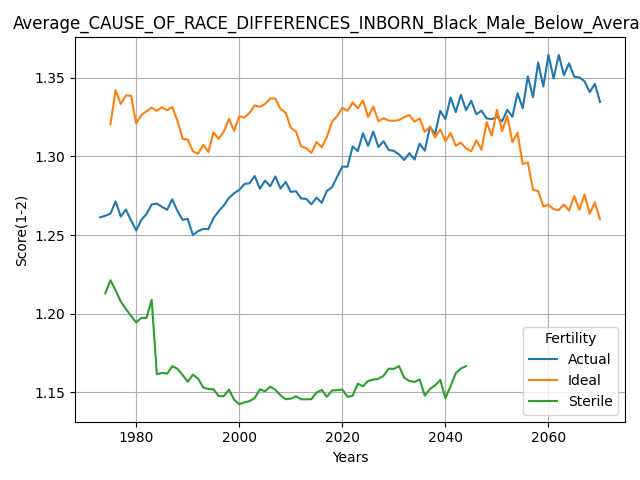 Average_CAUSE_OF_RACE_DIFFERENCES_INBORN_Black_Male_Below_Avera
1.35
1.30
1.25
1.20
1.15
Score(1-2)
Fertility
Actual
Ideal
Sterile
1980
2000
2020
2040
2060
Years